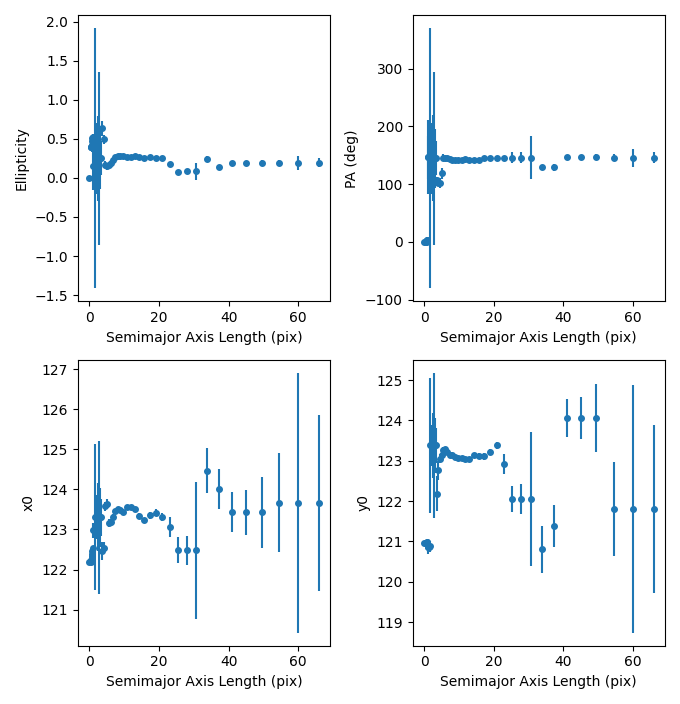 2.0
1.5
1.0
0.5
0.0
−0.5
−1.0
−1.5
Ellipticity
0 20 40 60
Semimajor Axis Length (pix)
300
200
100
0
−100
PA (deg)
0 20 40 60
Semimajor Axis Length (pix)
127
126
125
124
123
122
121
x0
0 20 40 60
Semimajor Axis Length (pix)
125
124
123
122
121
120
119
y0
0 20 40 60
Semimajor Axis Length (pix)